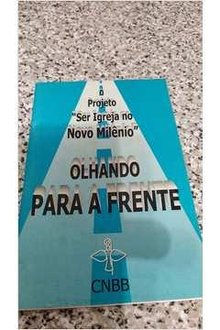 O
Projeto
"Ser Igreja no
Novo Milênio"
OLHANDO
PARA A FRENTE
CNBB